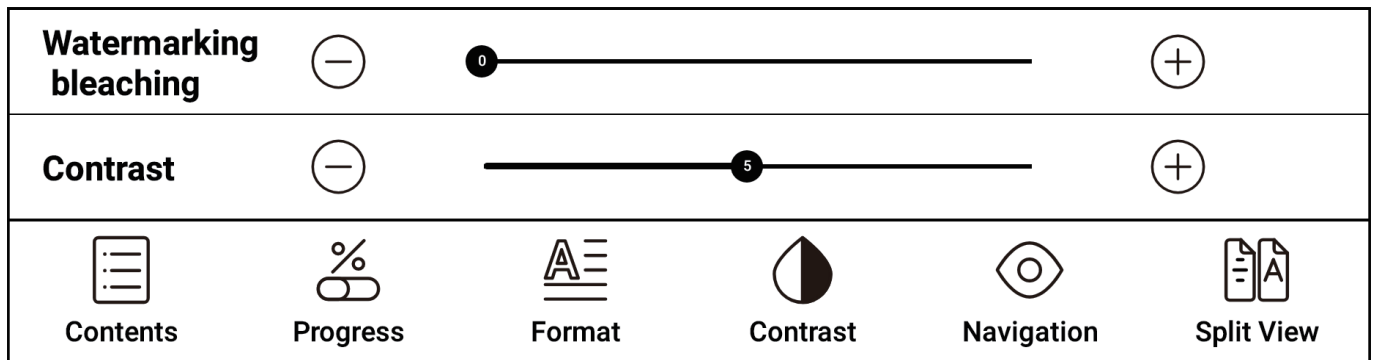 Watermarking
bleaching
0
Contrast
5
%
A
A
Contents
Progress
Format
Contrast
Navigation
Split View